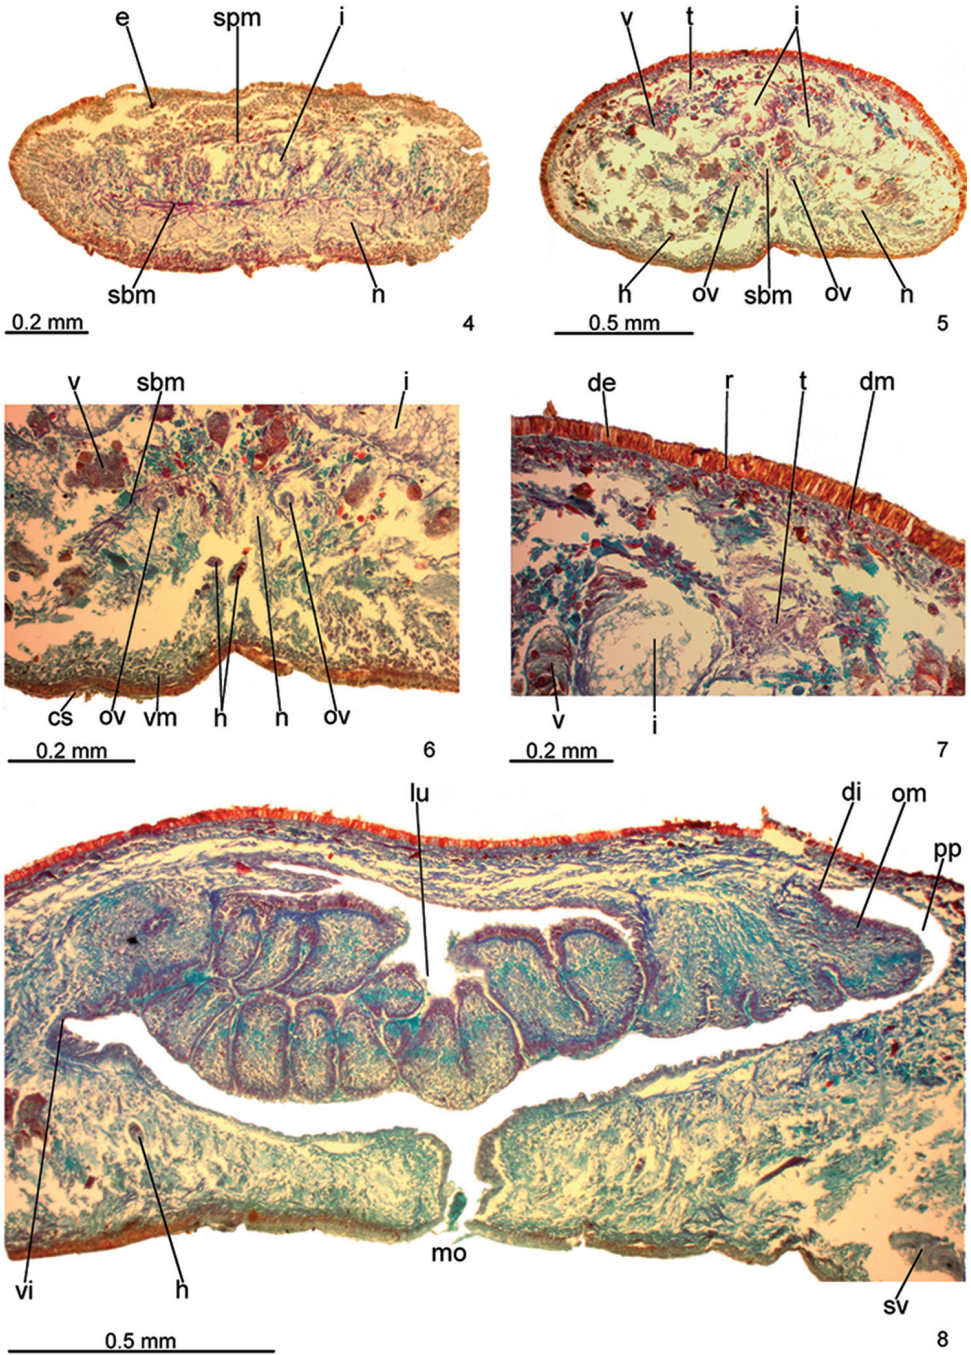 e spm i
sbm n
0.2 mm 4
v t i
h ov sbm ov n
0.5 mm 5
v sbm i
cs ov vm h n ov
0.2 mm 6
de r t dm
v i
0.2 mm 7
lu di om pp
vi h mo sv
0.5 mm 8